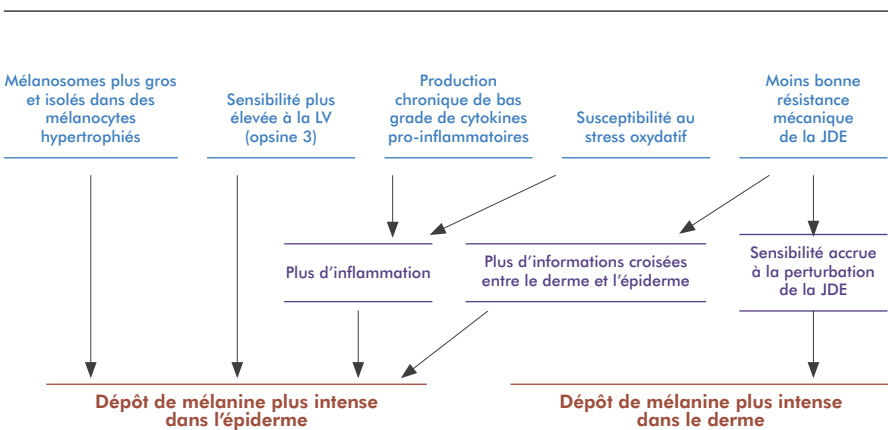 Mélanosomes plus gros
et isolés dans des
mélanocytes
hypertrophiés
Sensibilité plus
élevée à la LV
(opsine 3)
Production
chronique de bas
grade de cytokines
pro-inflammatoires
Susceptibilité au
stress oxydatif
Moins bonne
résistance
mécanique
de la JDE
Plus d'inflammation
Plus d'informations croisées
entre le derme et l'épiderme
Sensibilité accrue
à la perturbation
de la JDE
Dépôt de mélanine plus intense
dans l'épiderme
Dépôt de mélanine plus intense
dans le derme